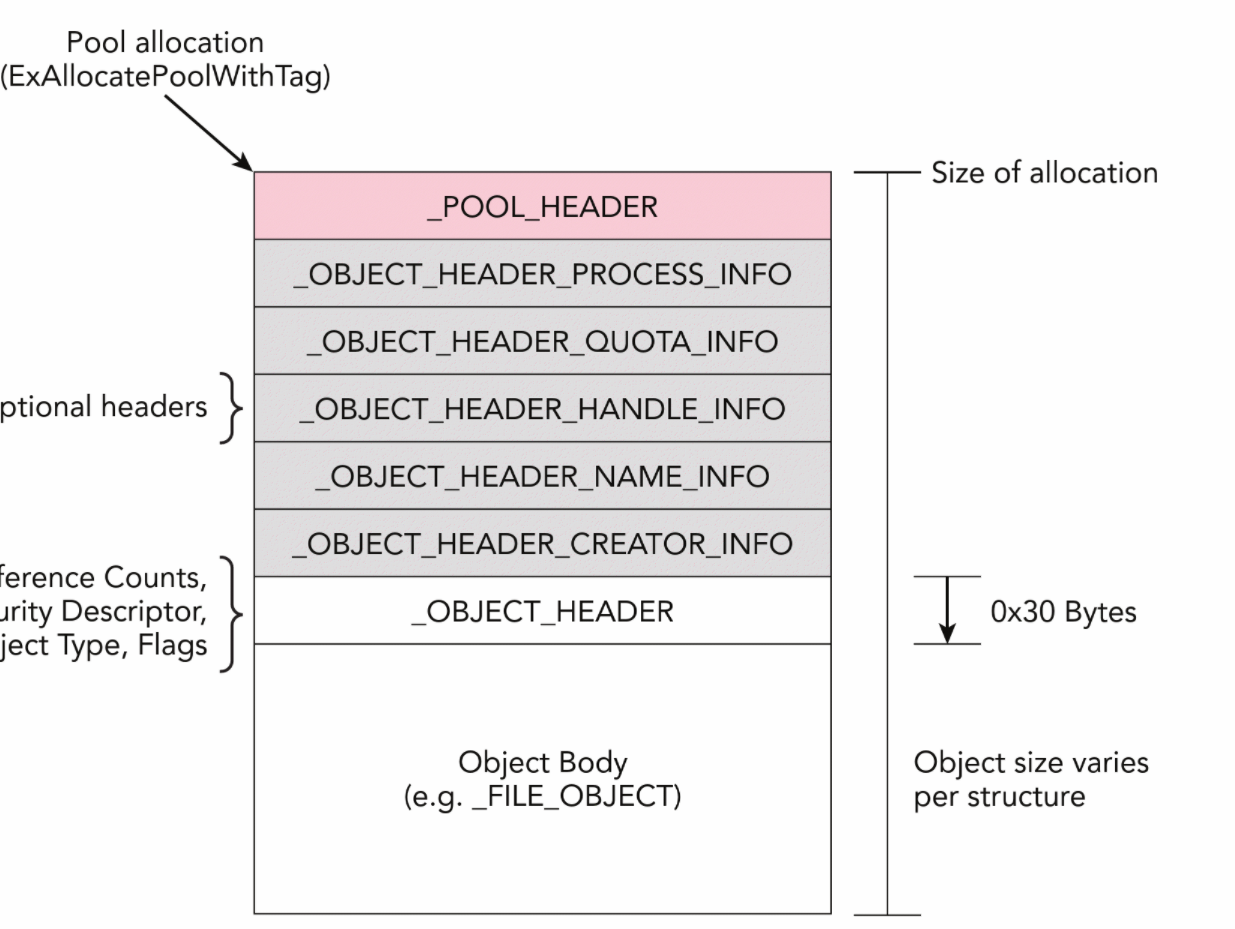 Pool allocation
(ExAllocatePoolWithTag)
Size of allocation
_POOL_HEADER
_OBJECT_HEADER_PROCESS_INFO
_OBJECT_HEADER_QUOTA_INFO
ptional headers
_OBJECT_HEADER_HANDLE_INFO
_OBJECT_HEADER_NAME_INFO
_OBJECT_HEADER_CREATOR_INFO
ference Counts,
urity Descriptor,
ject Type, Flags
_OBJECT_HEADER
0x30 Bytes
Object Body
(e.g. _FILE_OBJECT)
Object size varies
per structure